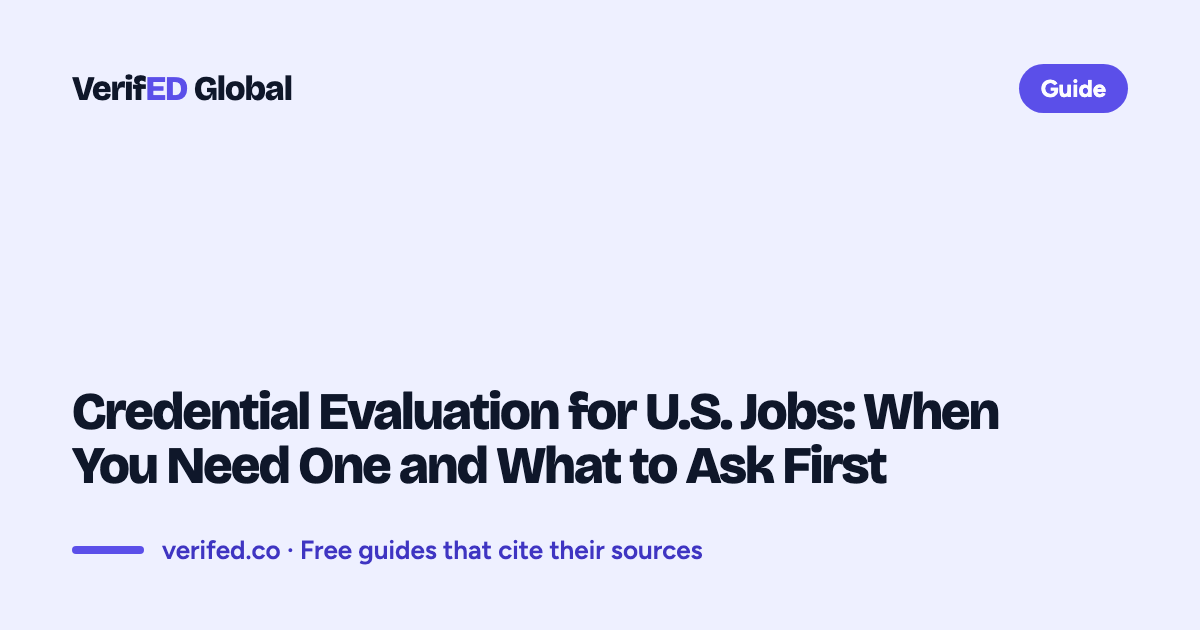 VerifED Global
Guide
Credential Evaluation for U.S. Jobs: When
You Need One and What to Ask First
verifed.co · Free guides that cite their sources